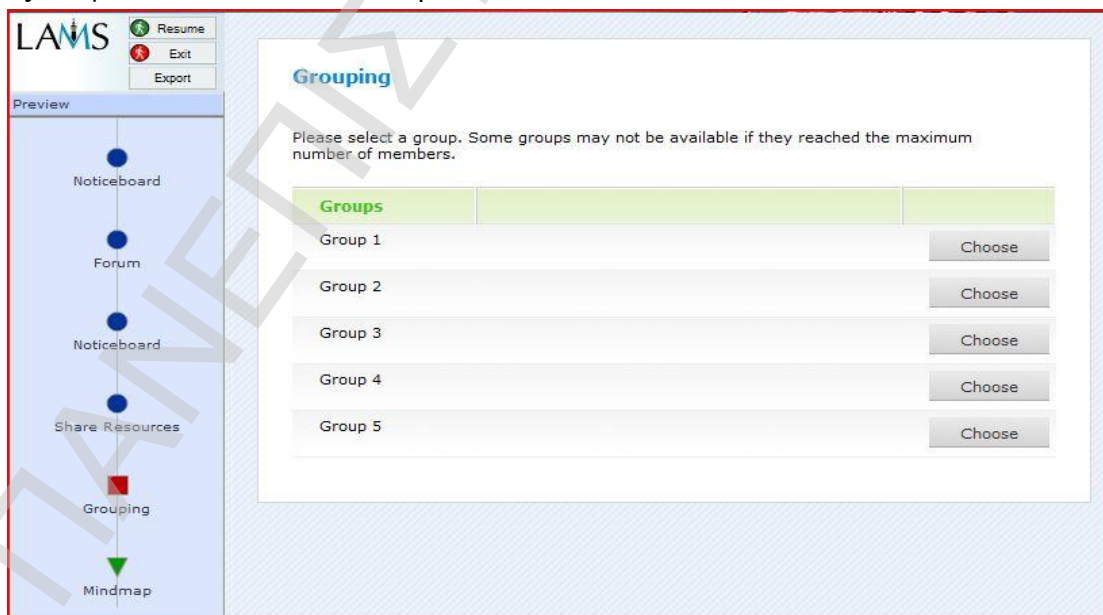 LAMS
Resume
Exit
Export
Preview
Noticeboard
Forum
Noticeboard
Share Resources
Grouping
Mindmap
Grouping
Please select a group. Some groups may not be available if they reached the maximum
number of members.
Groups
Group 1 Choose
Group 2 Choose
Group 3 Choose
Group 4 Choose
Group 5 Choose
ΠΑΝΕΠΙΣ